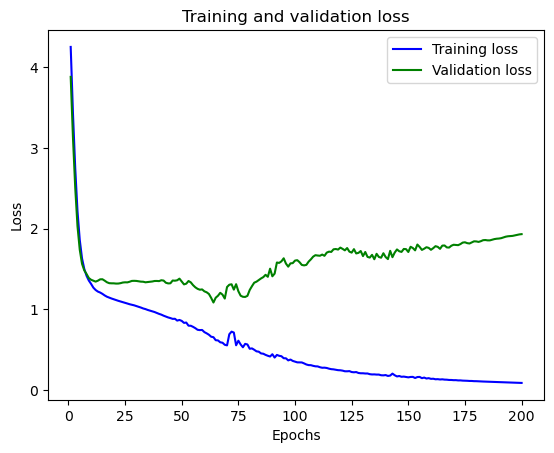 Training and validation loss
Training loss
Validation loss
4
3
2
1
0
Loss
0
25
50
75
100
125
150
175
200
Epochs